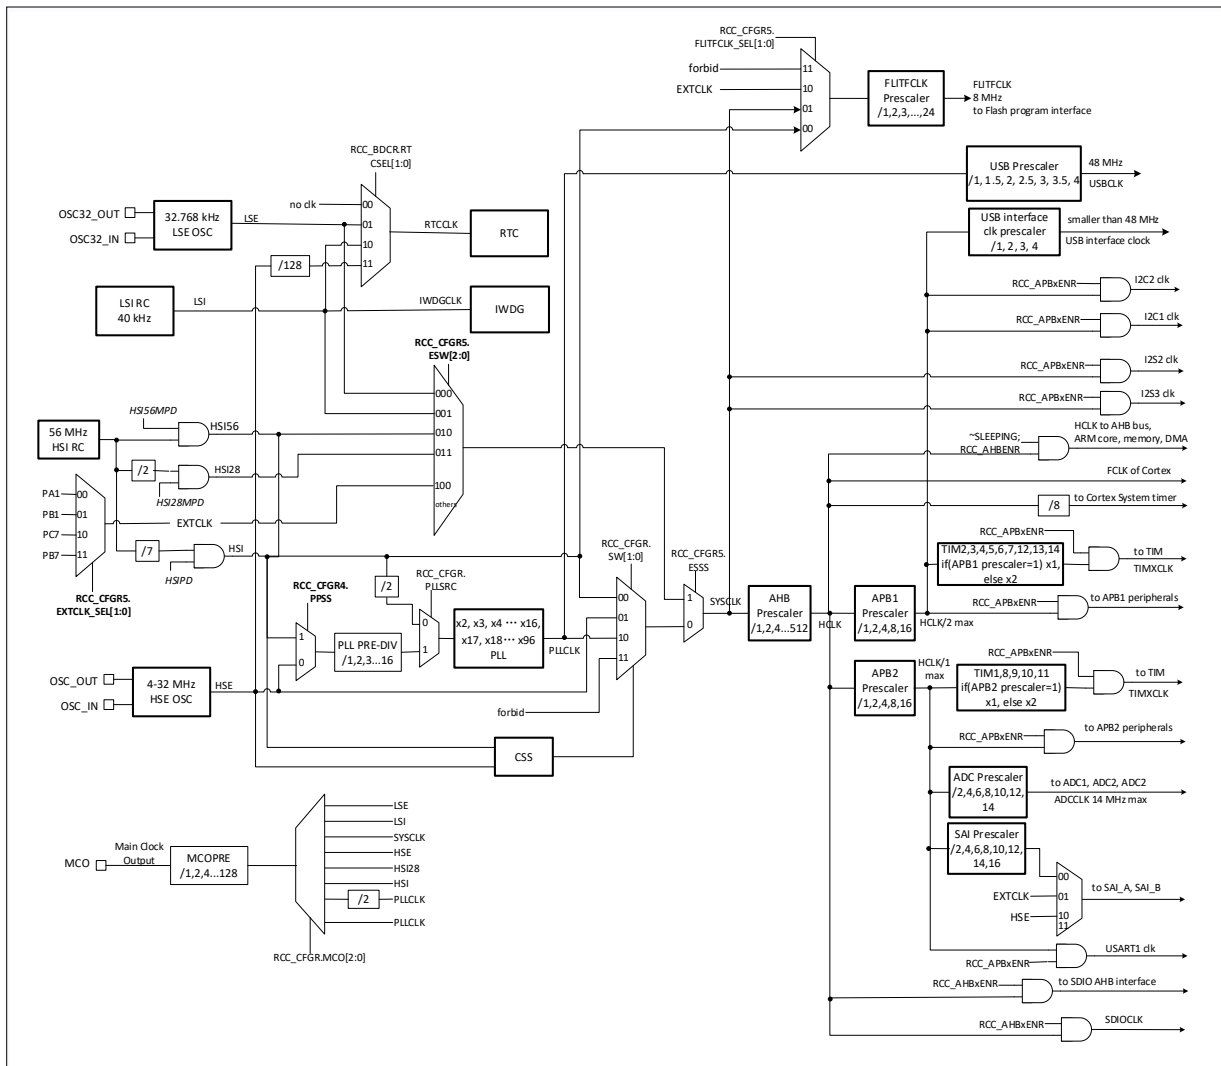 RCC_CFGR5.
FLITFCLK_SEL[1:0]
forbid
11
EXTCLK
10
01
00
FLITFCLK
Prescaler
/1,2,3,...,24
FLITFCLK
8 MHz
to Flash program interface
RCC_BDCR.RT
CSEL[1:0]
no clk
00
01
10
11
OSC32_OUT
OSC32_IN
32.768 kHz
LSE OSC
LSE
/128
RTCCLK
RTC
USB Prescaler
/1, 1.5, 2, 2.5, 3, 3.5, 4
48 MHz
USBCLK
USB interface
clk prescaler
/1, 2, 3, 4
smaller than 48 MHz
USB interface clock
LSI RC
40 kHz
LSI
IWDGCLK
IWDG
RCC_APBxENR
I2C2 clk
RCC_APBxENR
I2C1 clk
RCC_APBxENR
I2S2 clk
RCC_APBxENR
I2S3 clk
RCC_CFGR5.
ESW[2:0]
000
001
010
011
100
others
56 MHz
HSI RC
HSI56MPD
HSI56
/2
HSI28
HSI28MPD
PA1
00
PB1
01
PC7
10
PB7
11
EXTCLK
RCC_CFGR5.
EXTCLK_SEL[1:0]
/7
HSI
HSIPD
~SLEEPING;
RCC_AHBENR
HCLK to AHB bus,
ARM core, memory, DMA
FCLK of Cortex
/8
to Cortex System timer
RCC_CFGR4.
PPSS
1
0
PLL PRE-DIV
/1,2,3...16
/2
RCC_CFGR.
PLLSRC
0
1
x2, x3, x4 ··· x16,
x17, x18··· x96
PLL
PLLCLK
RCC_CFGR.
SW[1:0]
00
01
10
11
forbid
RCC_CFGR5.
ESSS
1
0
SYSCLK
AHB
Prescaler
/1,2,4...512
HCLK
APB1
Prescaler
/1,2,4,8,16
HCLK/2 max
RCC_APBxENR
TIM2,3,4,5,6,7,12,13,14
if(APB1 prescaler=1) x1,
else x2
to TIM
TIMXCLK
RCC_APBxENR
to APB1 peripherals
OSC_OUT
OSC_IN
4-32 MHz
HSE OSC
HSE
CSS
APB2
Prescaler
/1,2,4,8,16
HCLK/1
max
RCC_APBxENR
TIM1,8,9,10,11
if(APB2 prescaler=1)
x1, else x2
to TIM
TIMXCLK
RCC_APBxENR
to APB2 peripherals
ADC Prescaler
/2,4,6,8,10,12,
14
to ADC1, ADC2, ADC2
ADCCLK 14 MHz max
SAI Prescaler
/2,4,6,8,10,12,
14,16
00
EXTCLK
01
HSE
10
11
to SAI_A, SAI_B
RCC_APBxENR
USART1 clk
RCC_AHBxENR
to SDIO AHB interface
RCC_AHBxENR
SDIOCLK
MCO
Main Clock
Output
MCOPRE
/1,2,4...128
LSE
LSI
SYSCLK
HSE
HSI28
HSI
/2
PLLCLK
PLLCLK
RCC_CFGR.MCO[2:0]